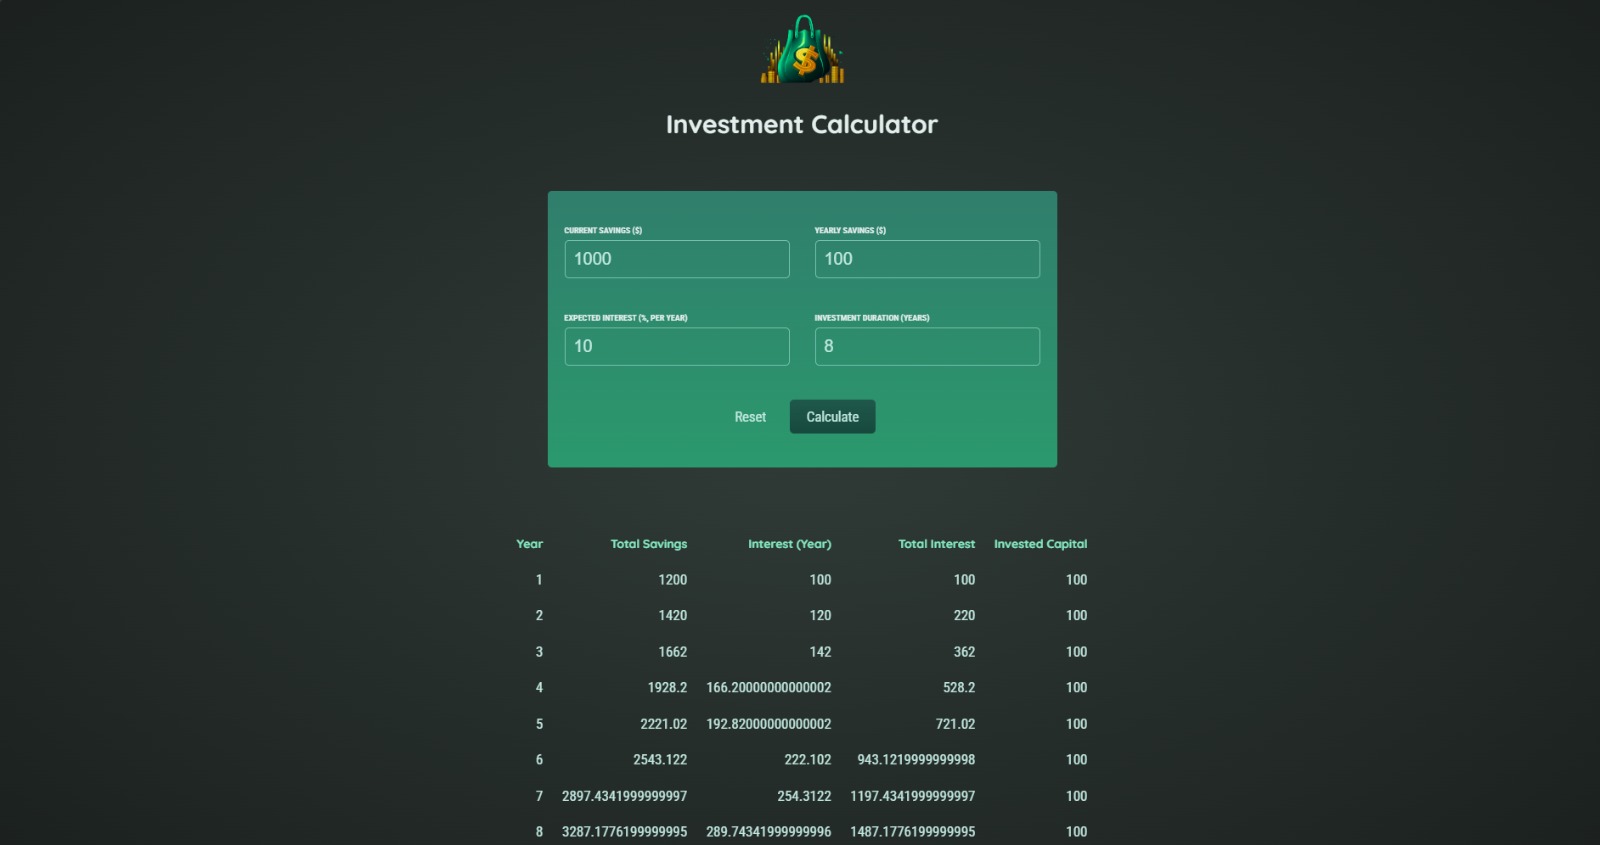 $
Investment Calculator
CURRENT SAVINGS ($) YEARLY SAVINGS ($)
1000 100
EXPECTED INTEREST (%, PER YEAR) INVESTMENT DURATION (YEARS)
10 8
Reset Calculate
Year Total Savings Interest (Year) Total Interest Invested Capital
1 1200 100 100 100
2 1420 120 220 100
3 1662 142 362 100
4 1928.2 166.20000000000002 528.2 100
5 2221.02 192.82000000000002 721.02 100
6 2543.122 222.102 943.1219999999998 100
7 2897.4341999999997 254.3122 1197.4341999999997 100
8 3287.1776199999995 289.74341999999996 1487.1776199999995 100